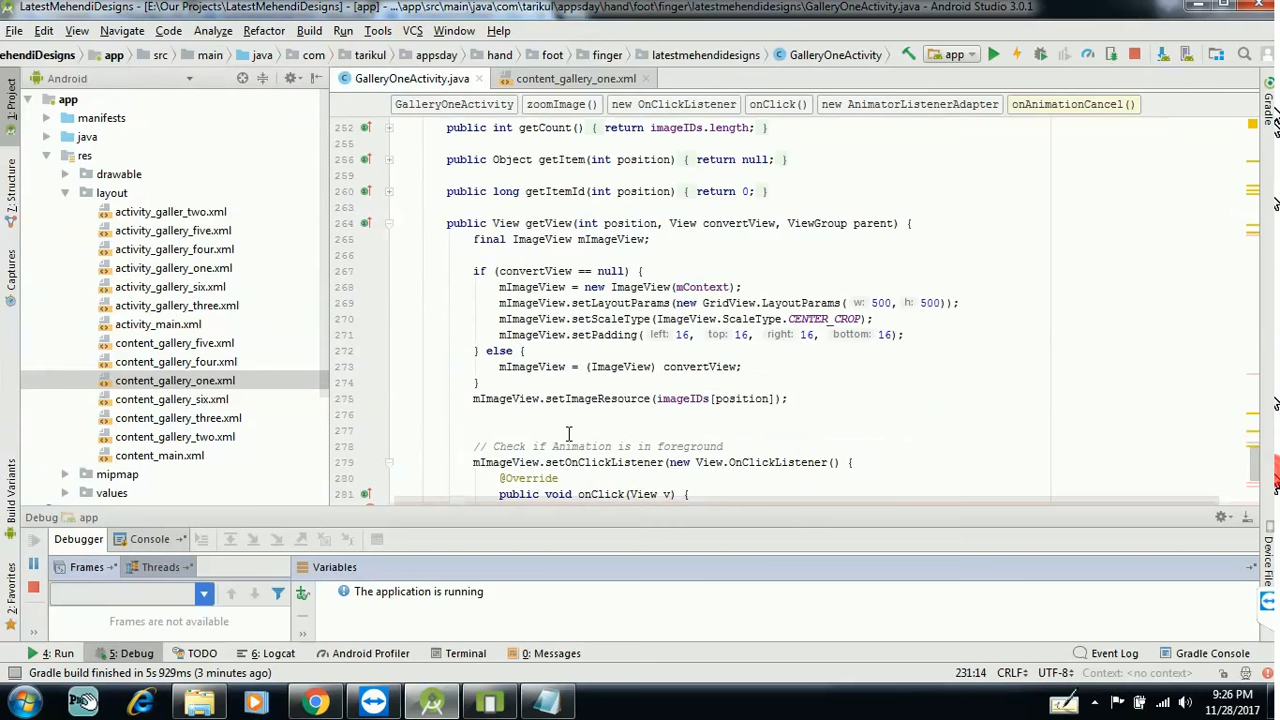 LatestMehendiDesigns - [E:\Our Projects\LatestMehendiDesigns] - [app] - ...\app\src\main\java\com\tarikul\appsday\hand\foot\finger\latestmehendidesigns\GalleryOneActivity.java - Android Studio 3.0.1
File Edit View Navigate Code Analyze Refactor Build Run Tools VCS Window Help
ehendiDesigns app src main java com tarikul appsday hand foot finger latestmehendidesigns GalleryOneActivity app
Android GalleryOneActivity.java content_gallery_one.xml
GalleryOneActivity zoomImage() new OnClickListener onClick() new AnimatorListenerAdapter onAnimationCancel()
1: Project
Z: Structure
Captures
Build Variants
2: Favorites
app
manifests
java
res
drawable
layout
activity_galler_two.xml
activity_gallery_five.xml
activity_gallery_four.xml
activity_gallery_one.xml
activity_gallery_six.xml
activity_gallery_three.xml
activity_main.xml
content_gallery_five.xml
content_gallery_four.xml
content_gallery_one.xml
content_gallery_six.xml
content_gallery_three.xml
content_gallery_two.xml
content_main.xml
mipmap
values
252 public int getCount() { return imageIDs.length; }
255
256 public Object getItem(int position) { return null; }
259
260 public long getItemId(int position) { return 0; }
263
264 public View getView(int position, View convertView, ViewGroup parent) {
265 final ImageView mImageView;
266
267 if (convertView == null) {
268 mImageView = new ImageView(mContext);
269 mImageView.setLayoutParams(new GridView.LayoutParams( w: 500, h: 500));
270 mImageView.setScaleType(ImageView.ScaleType.CENTER_CROP);
271 mImageView.setPadding( left: 16, top: 16, right: 16, bottom: 16);
272 } else {
273 mImageView = (ImageView) convertView;
274 }
275 mImageView.setImageResource(imageIDs[position]);
276
277
278 // Check if Animation is in foreground
279 mImageView.setOnClickListener(new View.OnClickListener() {
280 @Override
281 public void onClick(View v) {
Gradle
Device File
Debug app
Debugger Console
Frames Threads Variables
The application is running
Frames are not available
4: Run 5: Debug TODO 6: Logcat Android Profiler Terminal 0: Messages Event Log Gradle Console
Gradle build finished in 5s 929ms (3 minutes ago) 231:14 CRLF UTF-8 Context: <no context>
9:26 PM
11/28/2017